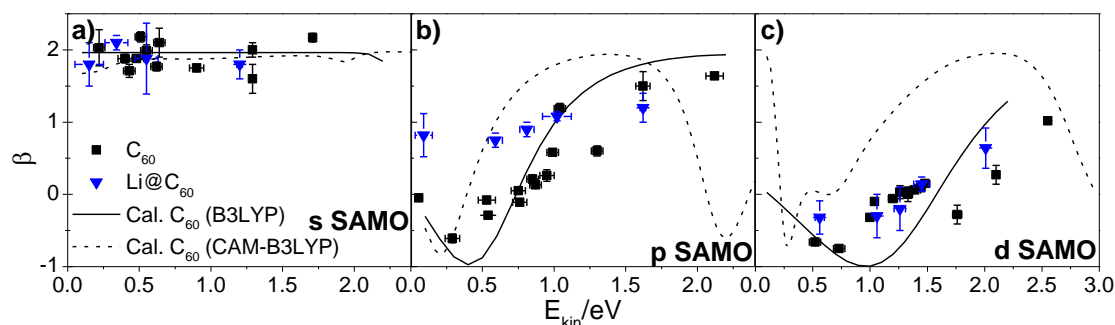 a)
b)
c)
2
1
0
-1
β
C60
Li@C60
Cal. C60 (B3LYP)
Cal. C60 (CAM-B3LYP)
s SAMO
p SAMO
d SAMO
0.0 0.5 1.0 1.5 2.0 0.0 0.5 1.0 1.5 2.0 0.0 0.5 1.0 1.5 2.0 2.5 3.0
Ekin/eV